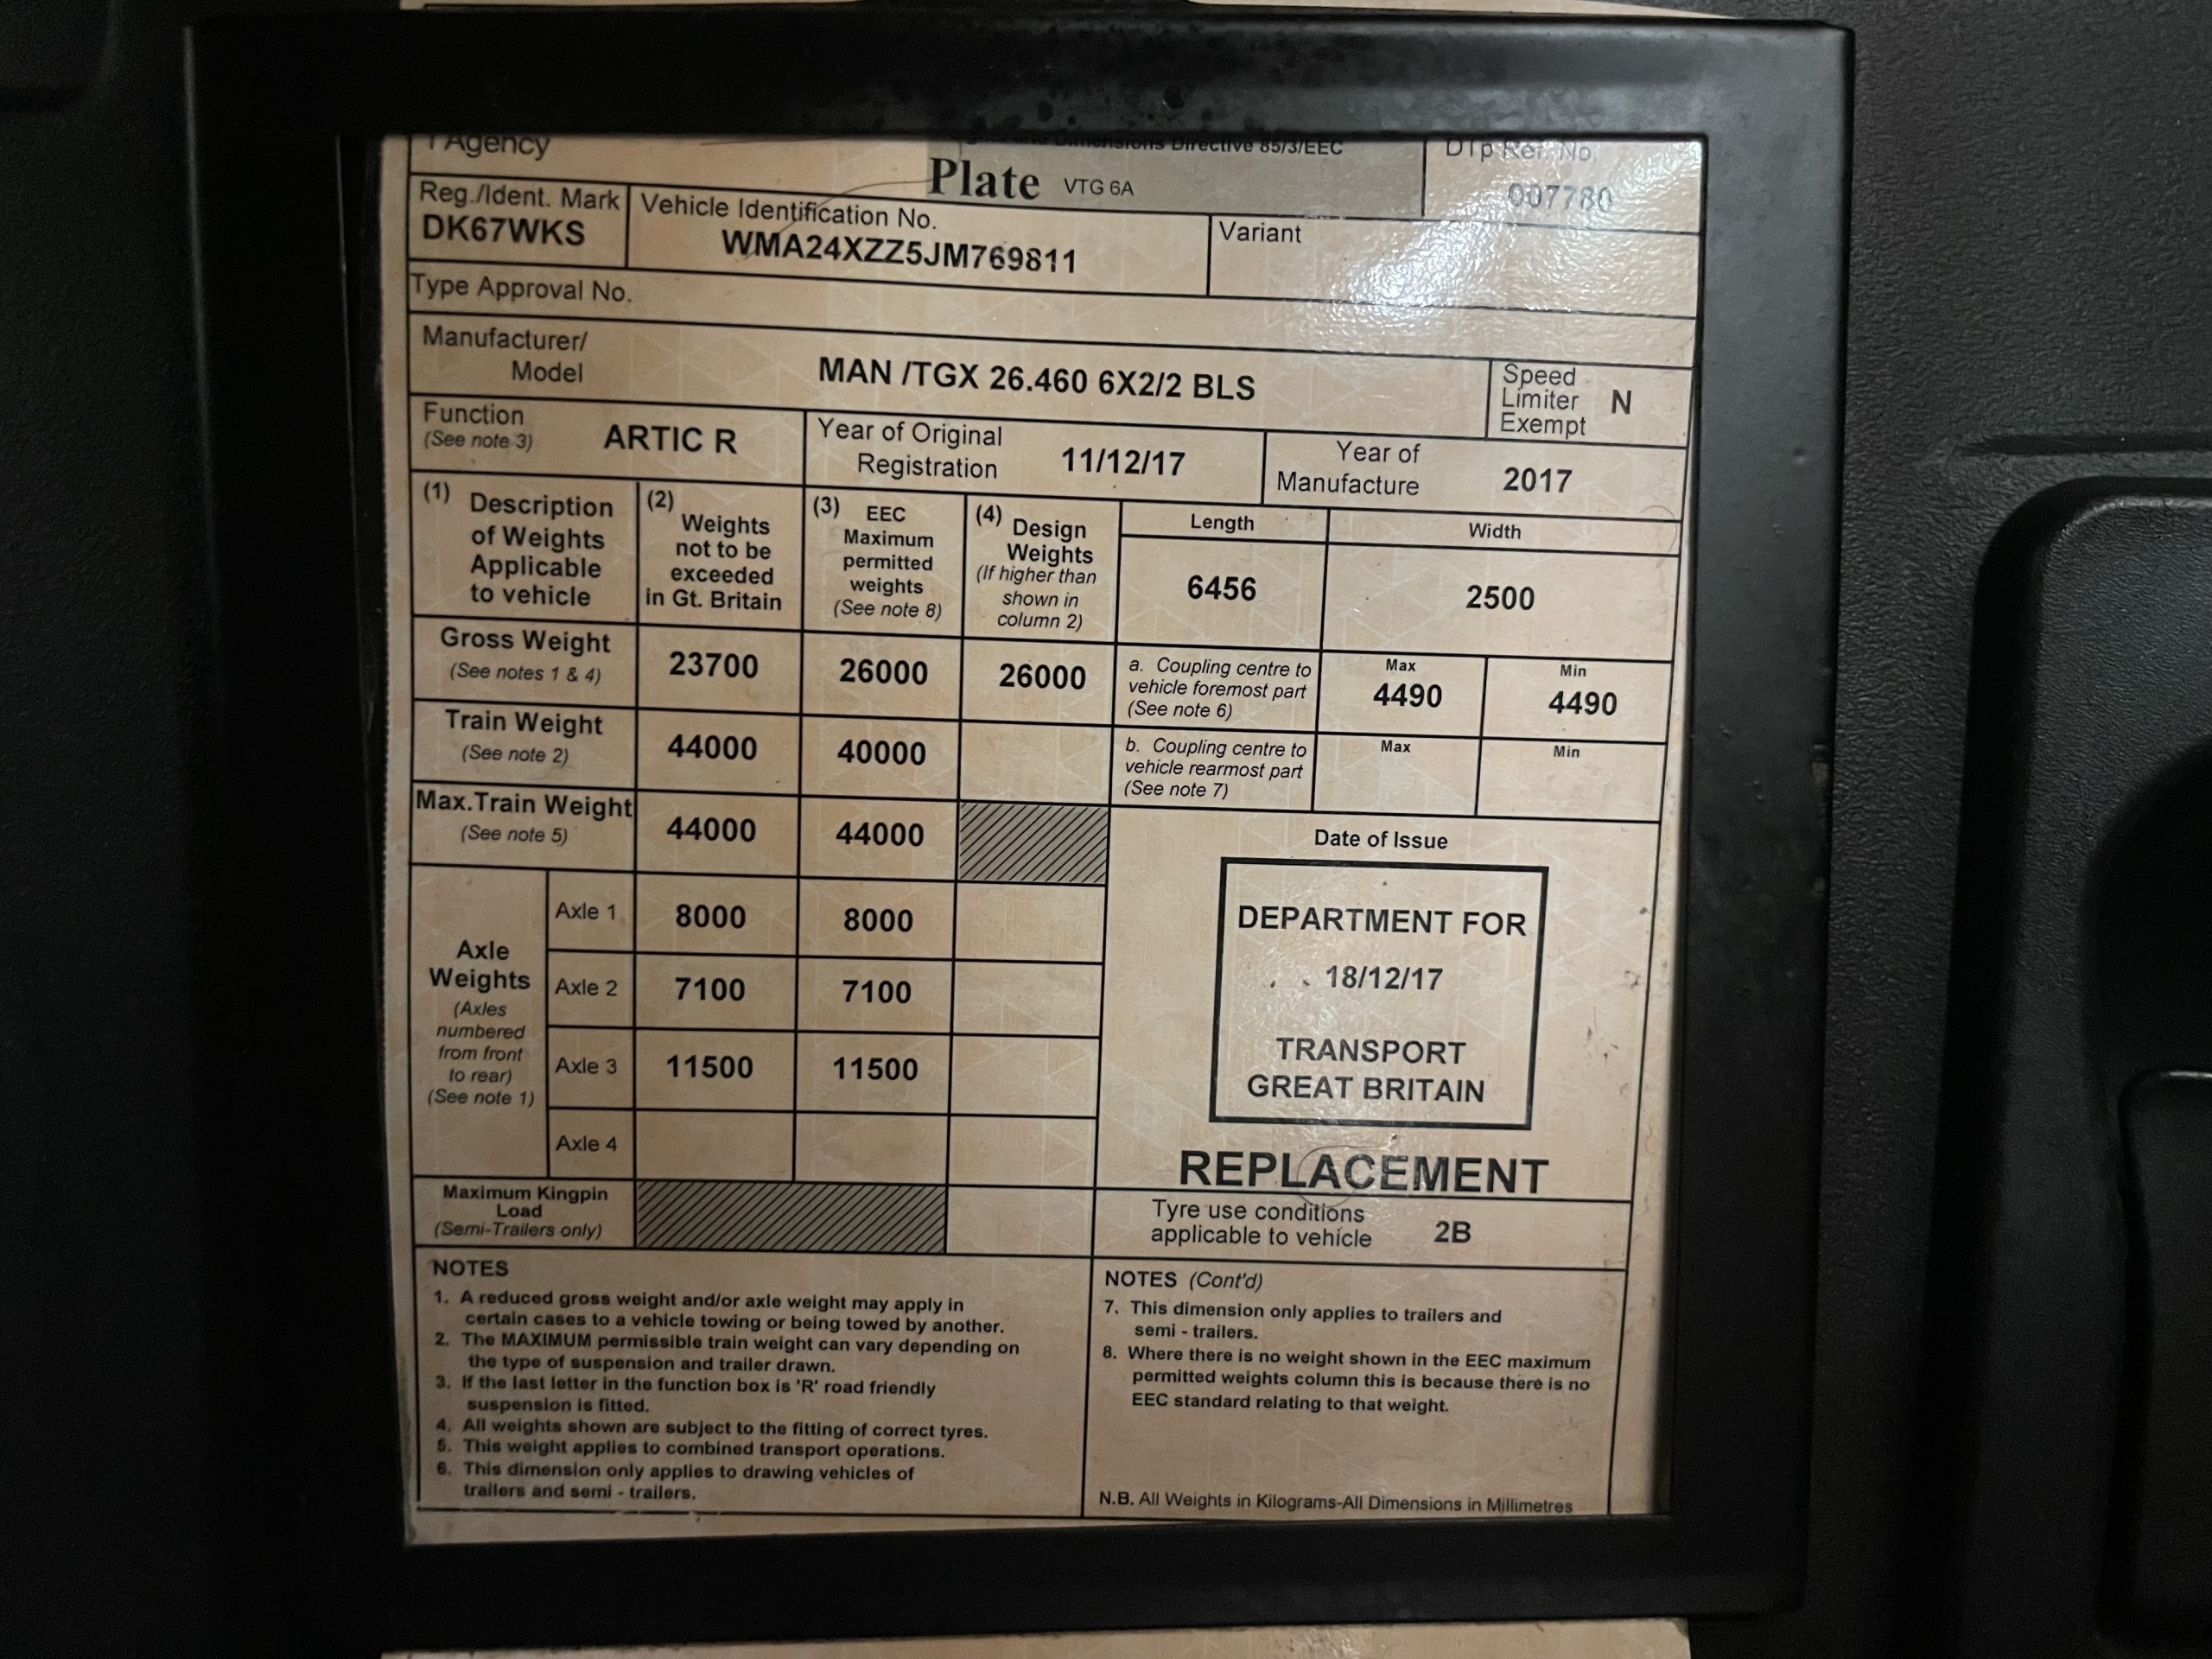 Agency
Dimensions Directive 85/3/EEC
DTp Ref. No.
Plate VTG 6A
007780
Reg./Ident. Mark
DK67WKS
Vehicle Identification No.
WMA24XZZ5JM769811
Variant
Type Approval No.
Manufacturer/
Model
MAN /TGX 26.460 6X2/2 BLS
Speed
Limiter
Exempt
N
Function
(See note 3)
ARTIC R
Year of Original
Registration
11/12/17
Year of
Manufacture
2017
(1) Description
of Weights
Applicable
to vehicle
(2) Weights
not to be
exceeded
in Gt. Britain
(3) EEC
Maximum
permitted
weights
(See note 8)
(4) Design
Weights
(If higher than
shown in
column 2)
Length
6456
Width
2500
Gross Weight
(See notes 1 & 4)
23700
26000
26000
a. Coupling centre to
vehicle foremost part
(See note 6)
Max
4490
Min
4490
Train Weight
(See note 2)
44000
40000
b. Coupling centre to
vehicle rearmost part
(See note 7)
Max
Min
Max.Train Weight
(See note 5)
44000
44000
Axle
Weights
(Axles
numbered
from front
to rear)
(See note 1)
Axle 1
8000
8000
Axle 2
7100
7100
Axle 3
11500
11500
Axle 4
Date of Issue
DEPARTMENT FOR
18/12/17
TRANSPORT
GREAT BRITAIN
REPLACEMENT
Maximum Kingpin
Load
(Semi-Trailers only)
Tyre use conditions
applicable to vehicle
2B
NOTES
1. A reduced gross weight and/or axle weight may apply in
certain cases to a vehicle towing or being towed by another.
2. The MAXIMUM permissible train weight can vary depending on
the type of suspension and trailer drawn.
3. If the last letter in the function box is 'R' road friendly
suspension is fitted.
4. All weights shown are subject to the fitting of correct tyres.
5. This weight applies to combined transport operations.
6. This dimension only applies to drawing vehicles of
trailers and semi - trailers.
NOTES (Cont'd)
7. This dimension only applies to trailers and
semi - trailers.
8. Where there is no weight shown in the EEC maximum
permitted weights column this is because there is no
EEC standard relating to that weight.
N.B. All Weights in Kilograms-All Dimensions in Millimetres